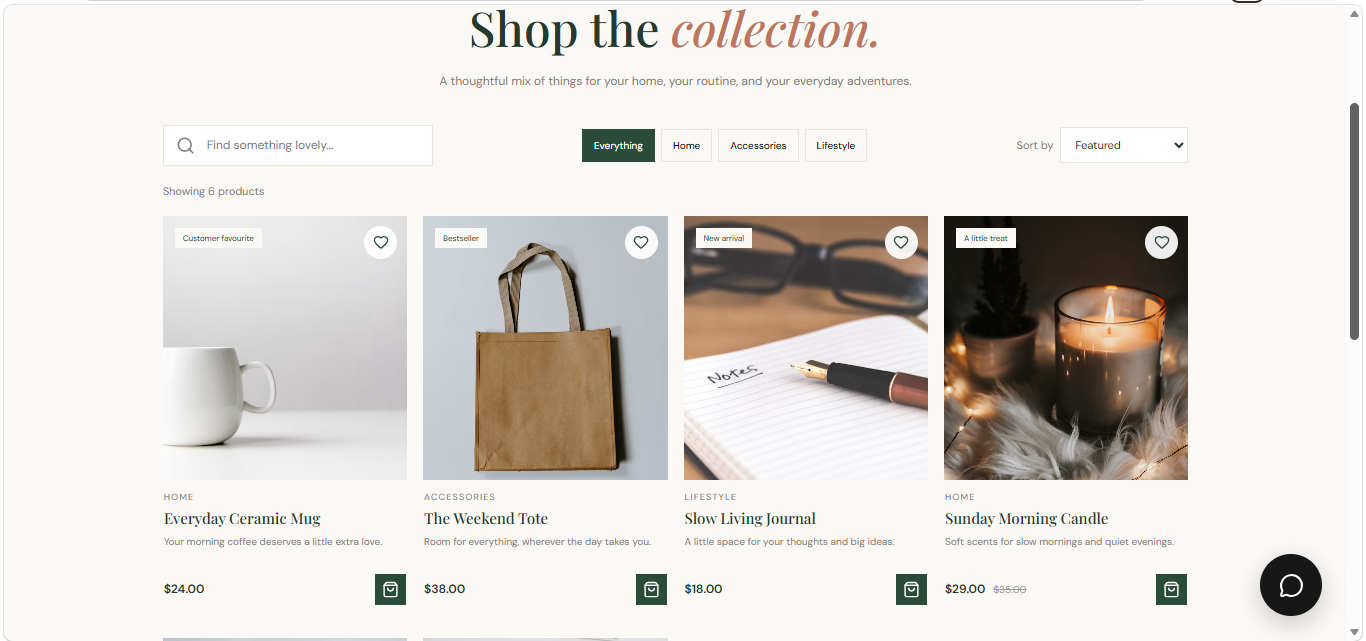 Shop the collection.
A thoughtful mix of things for your home, your routine, and your everyday adventures.
Find something lovely...
Everything
Home
Accessories
Lifestyle
Sort by
Featured
Showing 6 products
Customer favourite
Bestseller
New arrival
A little treat
Notes
HOME
Everyday Ceramic Mug
Your morning coffee deserves a little extra love.
$24.00
ACCESSORIES
The Weekend Tote
Room for everything, wherever the day takes you.
$38.00
LIFESTYLE
Slow Living Journal
A little space for your thoughts and big ideas.
$18.00
HOME
Sunday Morning Candle
Soft scents for slow mornings and quiet evenings.
$29.00 $35.00